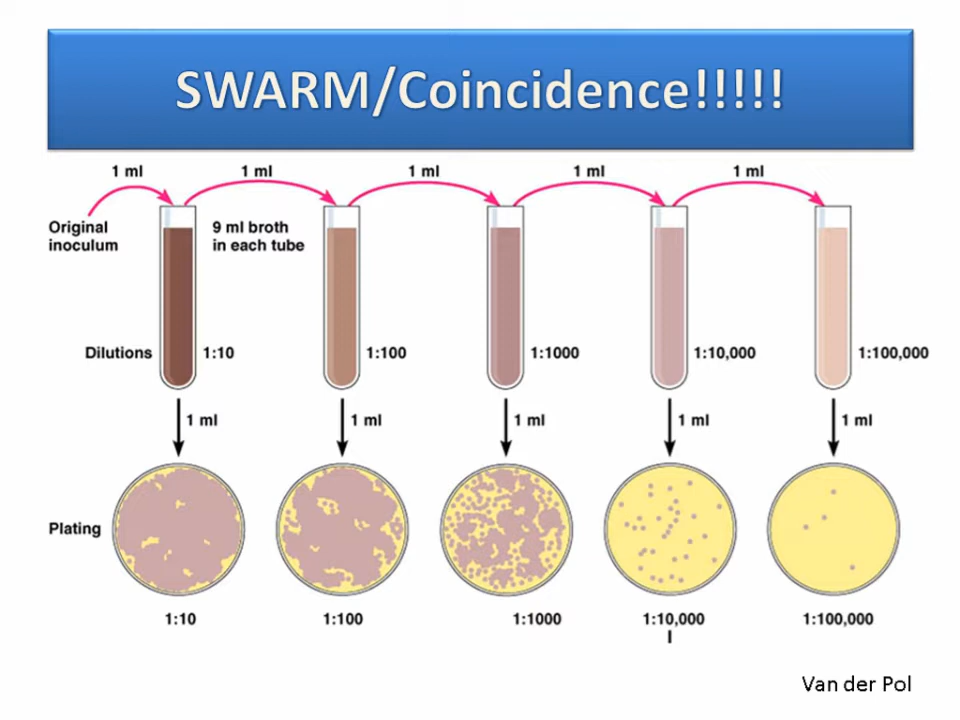 SWARM/Coincidence!!!!!
1 ml 1 ml 1 ml 1 ml 1 ml
Original
inoculum
9 ml broth
in each tube
Dilutions 1:10 1:100 1:1000 1:10,000 1:100,000
1 ml 1 ml 1 ml 1 ml 1 ml
Plating
1:10 1:100 1:1000 1:10,000 1:100,000
I
Van der Pol